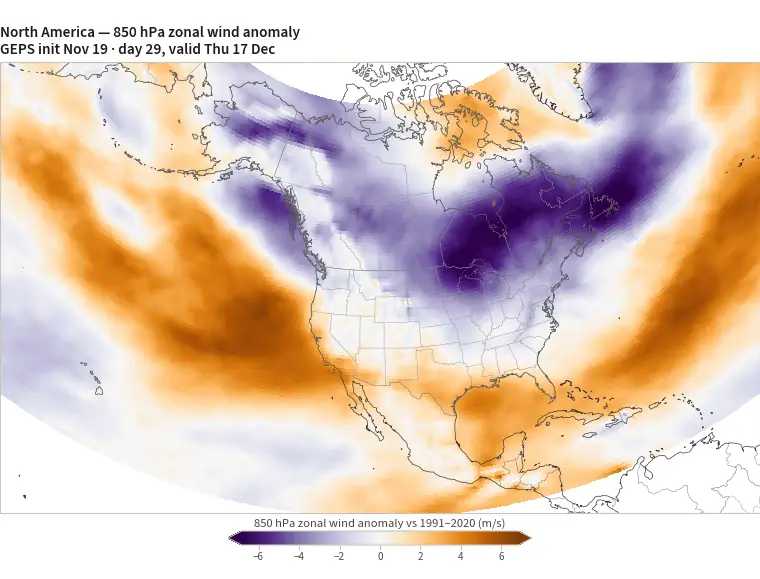 North America — 850 hPa zonal wind anomaly
GEPS init Nov 19 · day 29, valid Thu 17 Dec
850 hPa zonal wind anomaly vs 1991–2020 (m/s)
−6 −4 −2 0 2 4 6